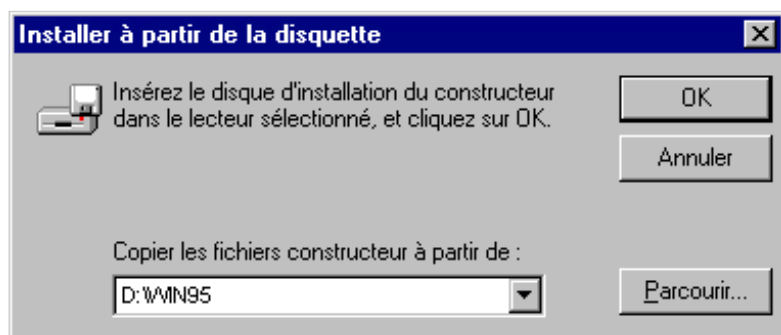 Installer à partir de la disquette
Insérez le disque d'installation du constructeur
dans le lecteur sélectionné, et cliquez sur OK.
OK
Annuler
Copier les fichiers constructeur à partir de :
D:\WIN95
Parcourir...